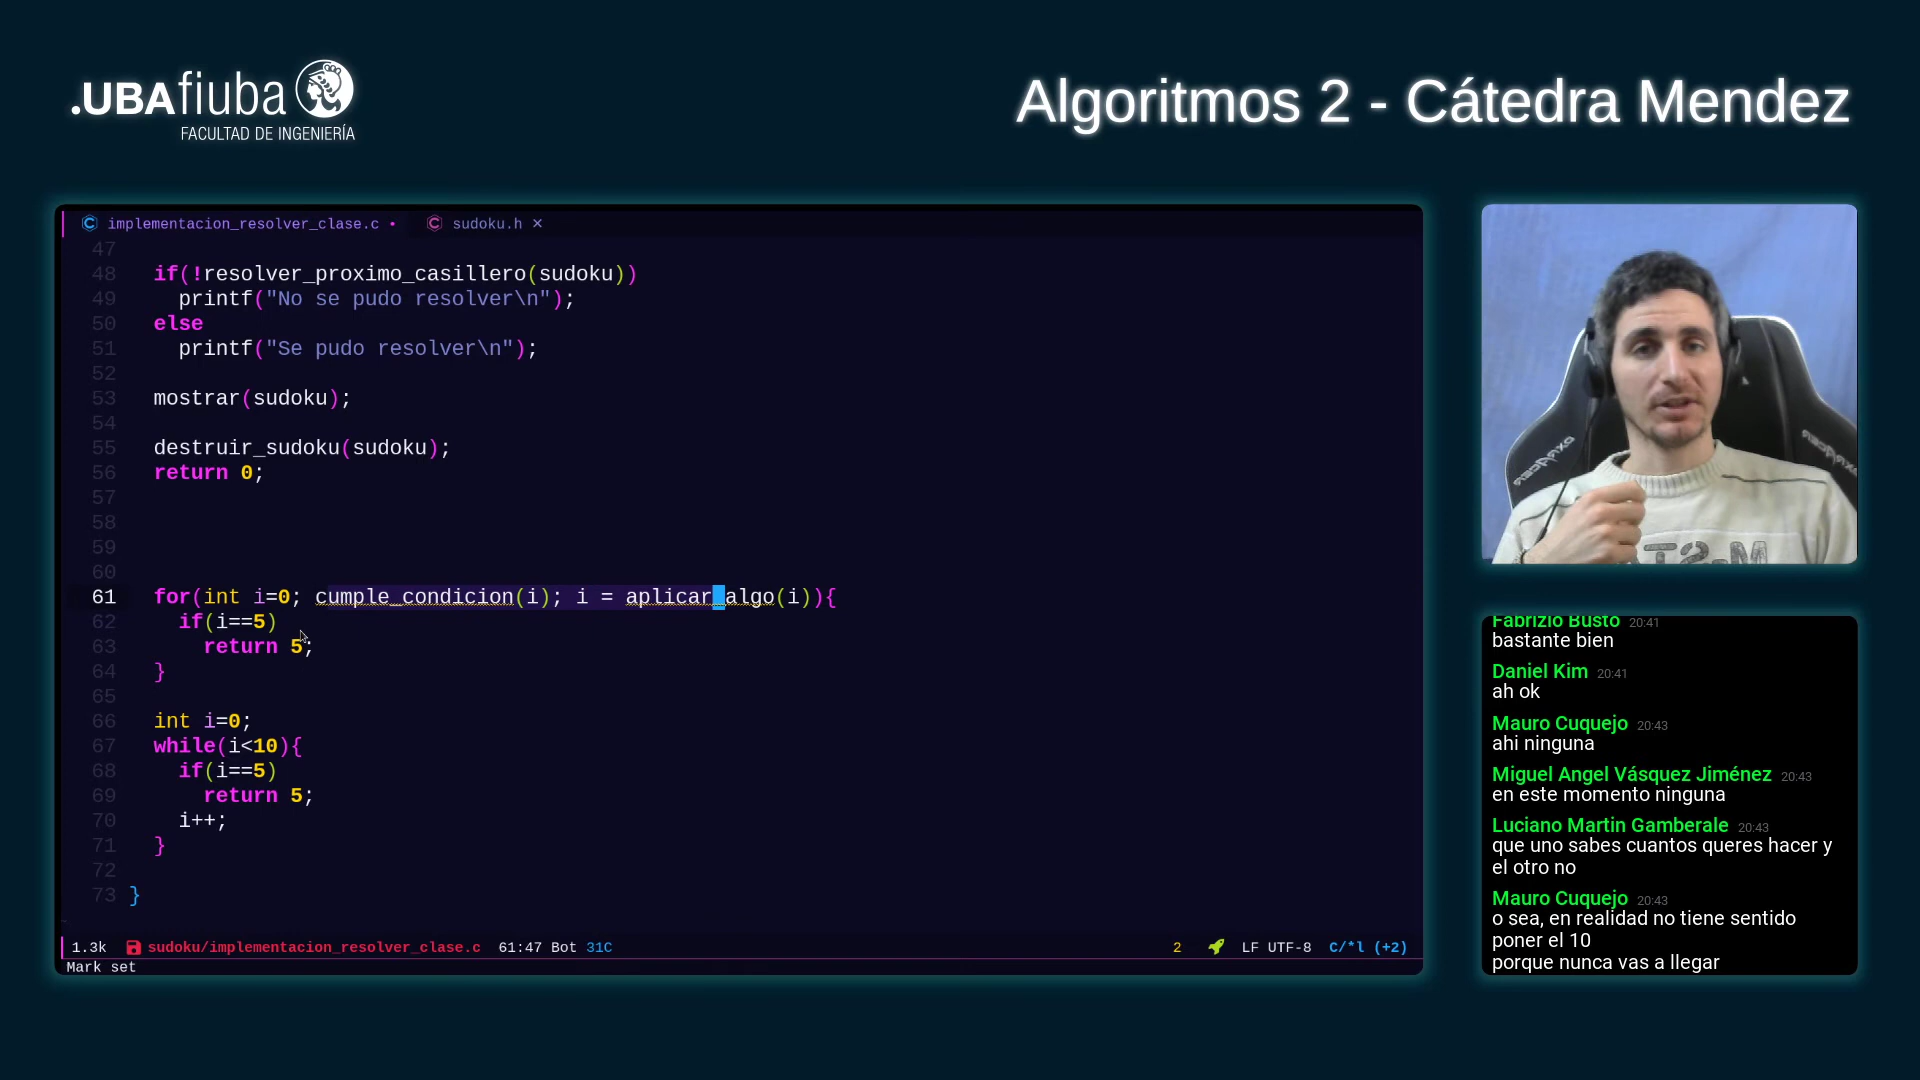 .UBAfiuba
FACULTAD DE INGENIERÍA
Algoritmos 2 - Cátedra Mendez
implementacion_resolver_clase.c • sudoku.h ×
47
48 if(!resolver_proximo_casillero(sudoku))
49 printf("No se pudo resolver\n");
50 else
51 printf("Se pudo resolver\n");
52
53 mostrar(sudoku);
54
55 destruir_sudoku(sudoku);
56 return 0;
57
58
59
60
61 for(int i=0; cumple_condicion(i); i = aplicar_algo(i)){
62 if(i==5)
63 return 5;
64 }
65
66 int i=0;
67 while(i<10){
68 if(i==5)
69 return 5;
70 i++;
71 }
72
73 }
~
1.3k sudoku/implementacion_resolver_clase.c 61:47 Bot 31C 2 LF UTF-8 C/*l (+2)
Mark set
DXRACER
Fabrizio Busto 20:41
bastante bien
Daniel Kim 20:41
ah ok
Mauro Cuquejo 20:43
ahi ninguna
Miguel Angel Vásquez Jiménez 20:43
en este momento ninguna
Luciano Martin Gamberale 20:43
que uno sabes cuantos queres hacer y
el otro no
Mauro Cuquejo 20:43
o sea, en realidad no tiene sentido
poner el 10
porque nunca vas a llegar